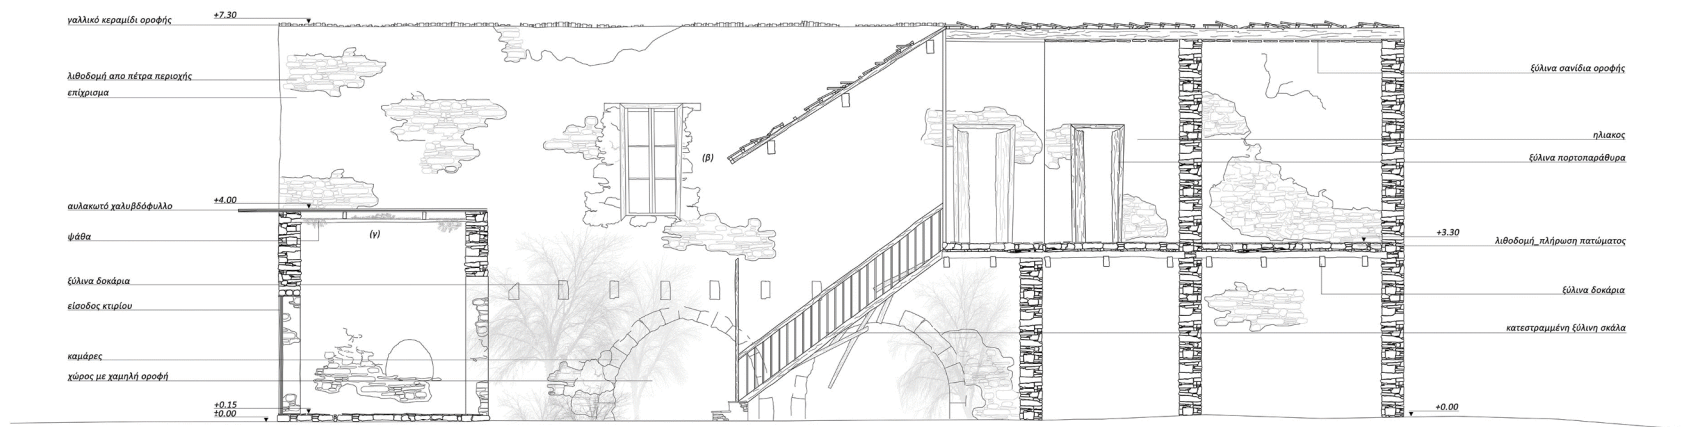 γαλλικό κεραμίδι οροφής
+7.30
λιθοδομή απο πέτρα περιοχής
επίχρισμα
+4.00
αυλακωτό χαλυβδόφυλλο
ψάθα
ξύλινα δοκάρια
είσοδος κτιρίου
καμάρες
χώρος με χαμηλή οροφή
+0.15
±0.00
(γ)
(β)
ξύλινα σανίδια οροφής
ηλιακος
ξύλινα πορτοπαράθυρα
+3.30
λιθοδομή_πλήρωση πατώματος
ξύλινα δοκάρια
κατεστραμμένη ξύλινη σκάλα
+0.00